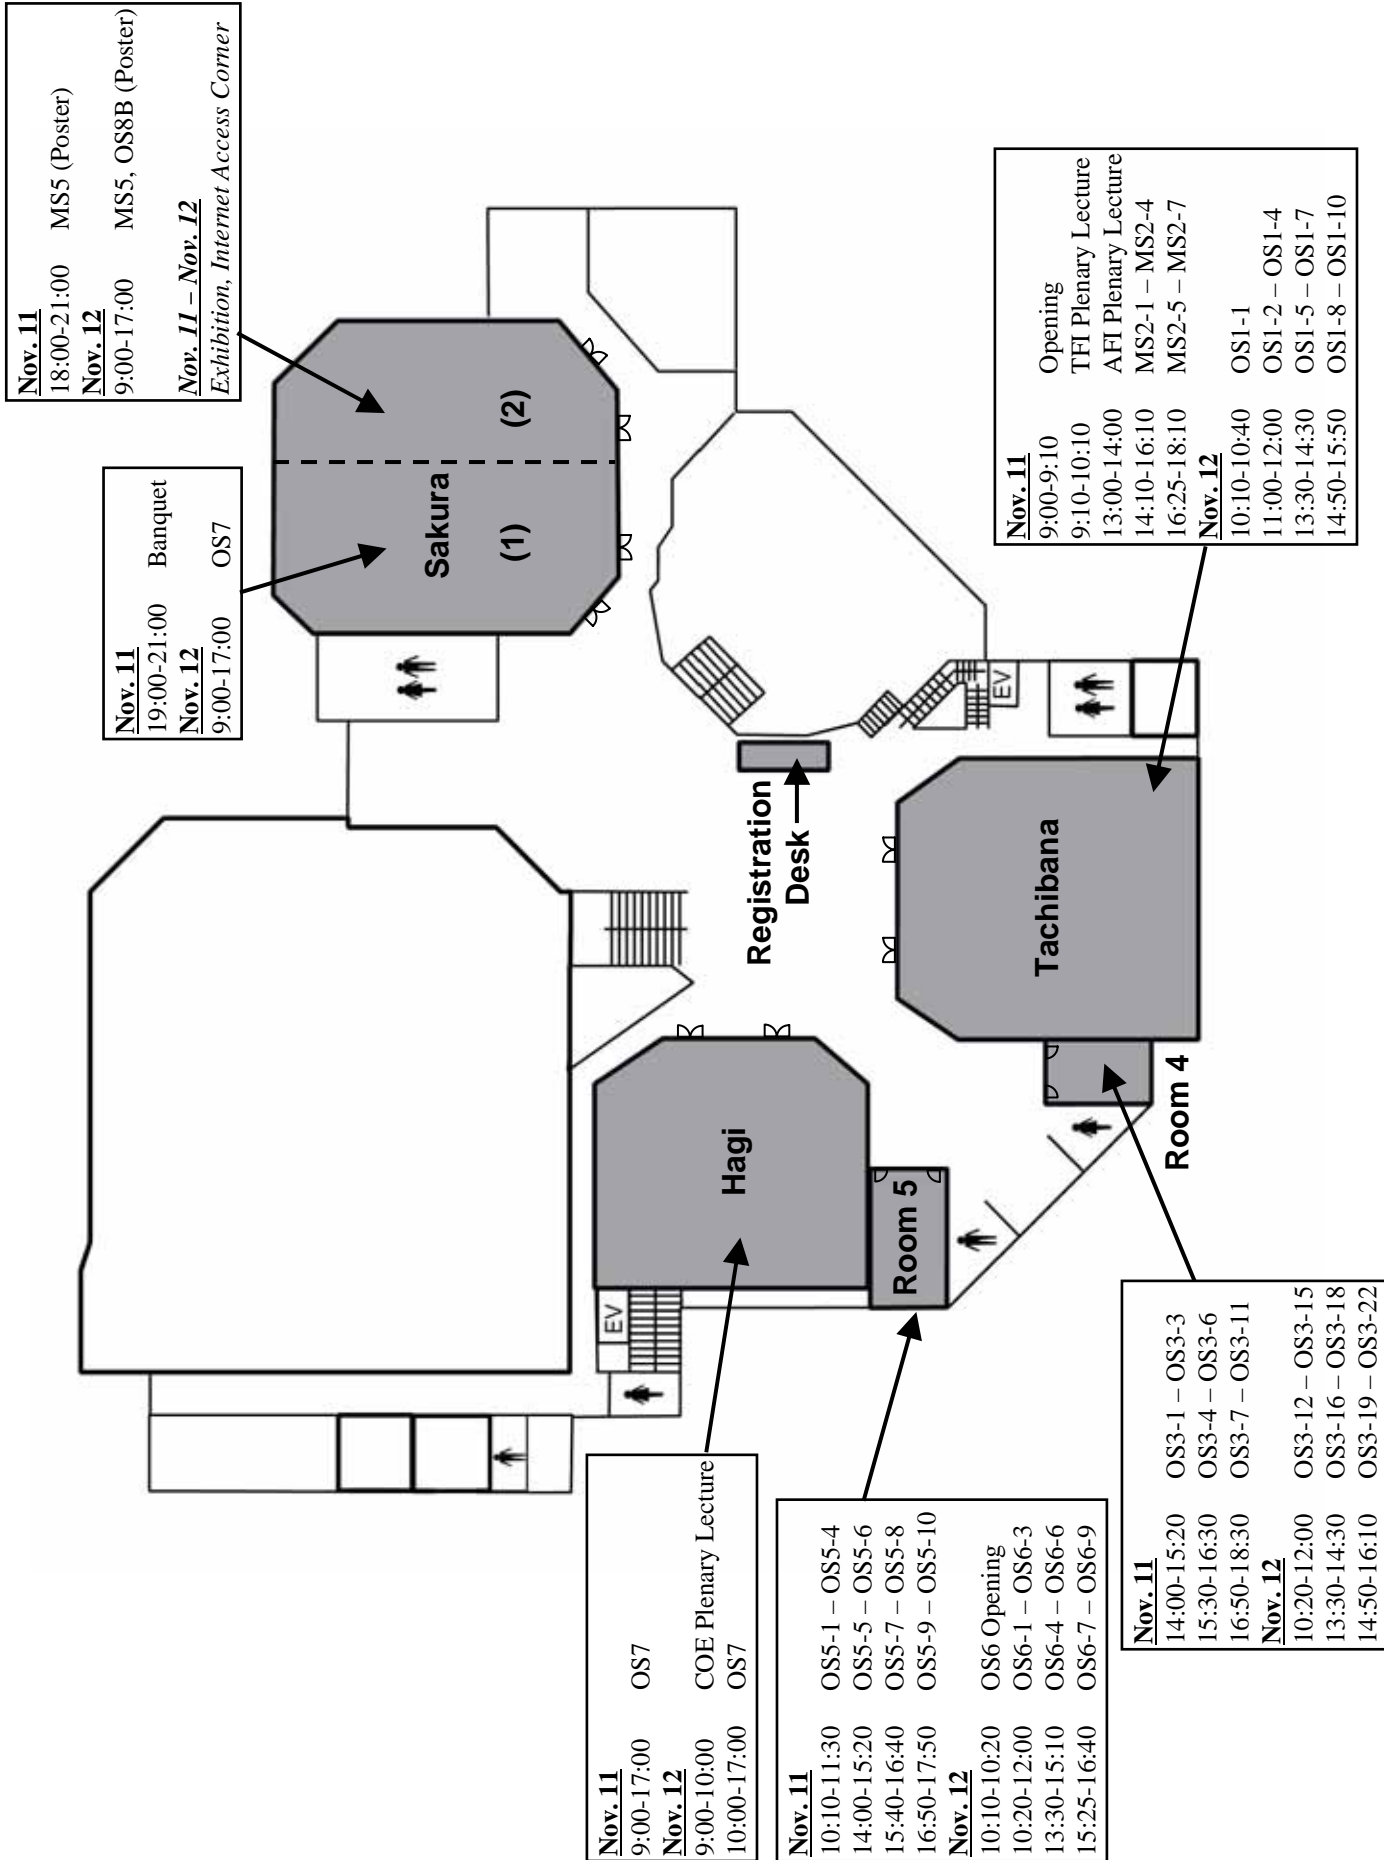 Nov. 11
9:00-17:00 OS7
Nov. 12
9:00-10:00 COE Plenary Lecture
10:00-17:00 OS7
Nov. 11
10:10-11:30 OS5-1 – OS5-4
14:00-15:20 OS5-5 – OS5-6
15:40-16:40 OS5-7 – OS5-8
16:50-17:50 OS5-9 – OS5-10
Nov. 12
10:10-10:20 OS6 Opening
10:20-12:00 OS6-1 – OS6-3
13:30-15:10 OS6-4 – OS6-6
15:25-16:40 OS6-7 – OS6-9
Nov. 11
14:00-15:20 OS3-1 – OS3-3
15:30-16:30 OS3-4 – OS3-6
16:50-18:30 OS3-7 – OS3-11
Nov. 12
10:20-12:00 OS3-12 – OS3-15
13:30-14:30 OS3-16 – OS3-18
14:50-16:10 OS3-19 – OS3-22
EV
Hagi
Room 5
Room 4
Tachibana
Registration
Desk
EV
Nov. 11
19:00-21:00 Banquet
Nov. 12
9:00-17:00 OS7
Sakura
(1)
(2)
Nov. 11
18:00-21:00 MS5 (Poster)
Nov. 12
9:00-17:00 MS5, OS8B (Poster)
Nov. 11 – Nov. 12
Exhibition, Internet Access Corner
Nov. 11
9:00-9:10 Opening
9:10-10:10 TFI Plenary Lecture
13:00-14:00 AFI Plenary Lecture
14:10-16:10 MS2-1 – MS2-4
16:25-18:10 MS2-5 – MS2-7
Nov. 12
10:10-10:40 OS1-1
11:00-12:00 OS1-2 – OS1-4
13:30-14:30 OS1-5 – OS1-7
14:50-15:50 OS1-8 – OS1-10